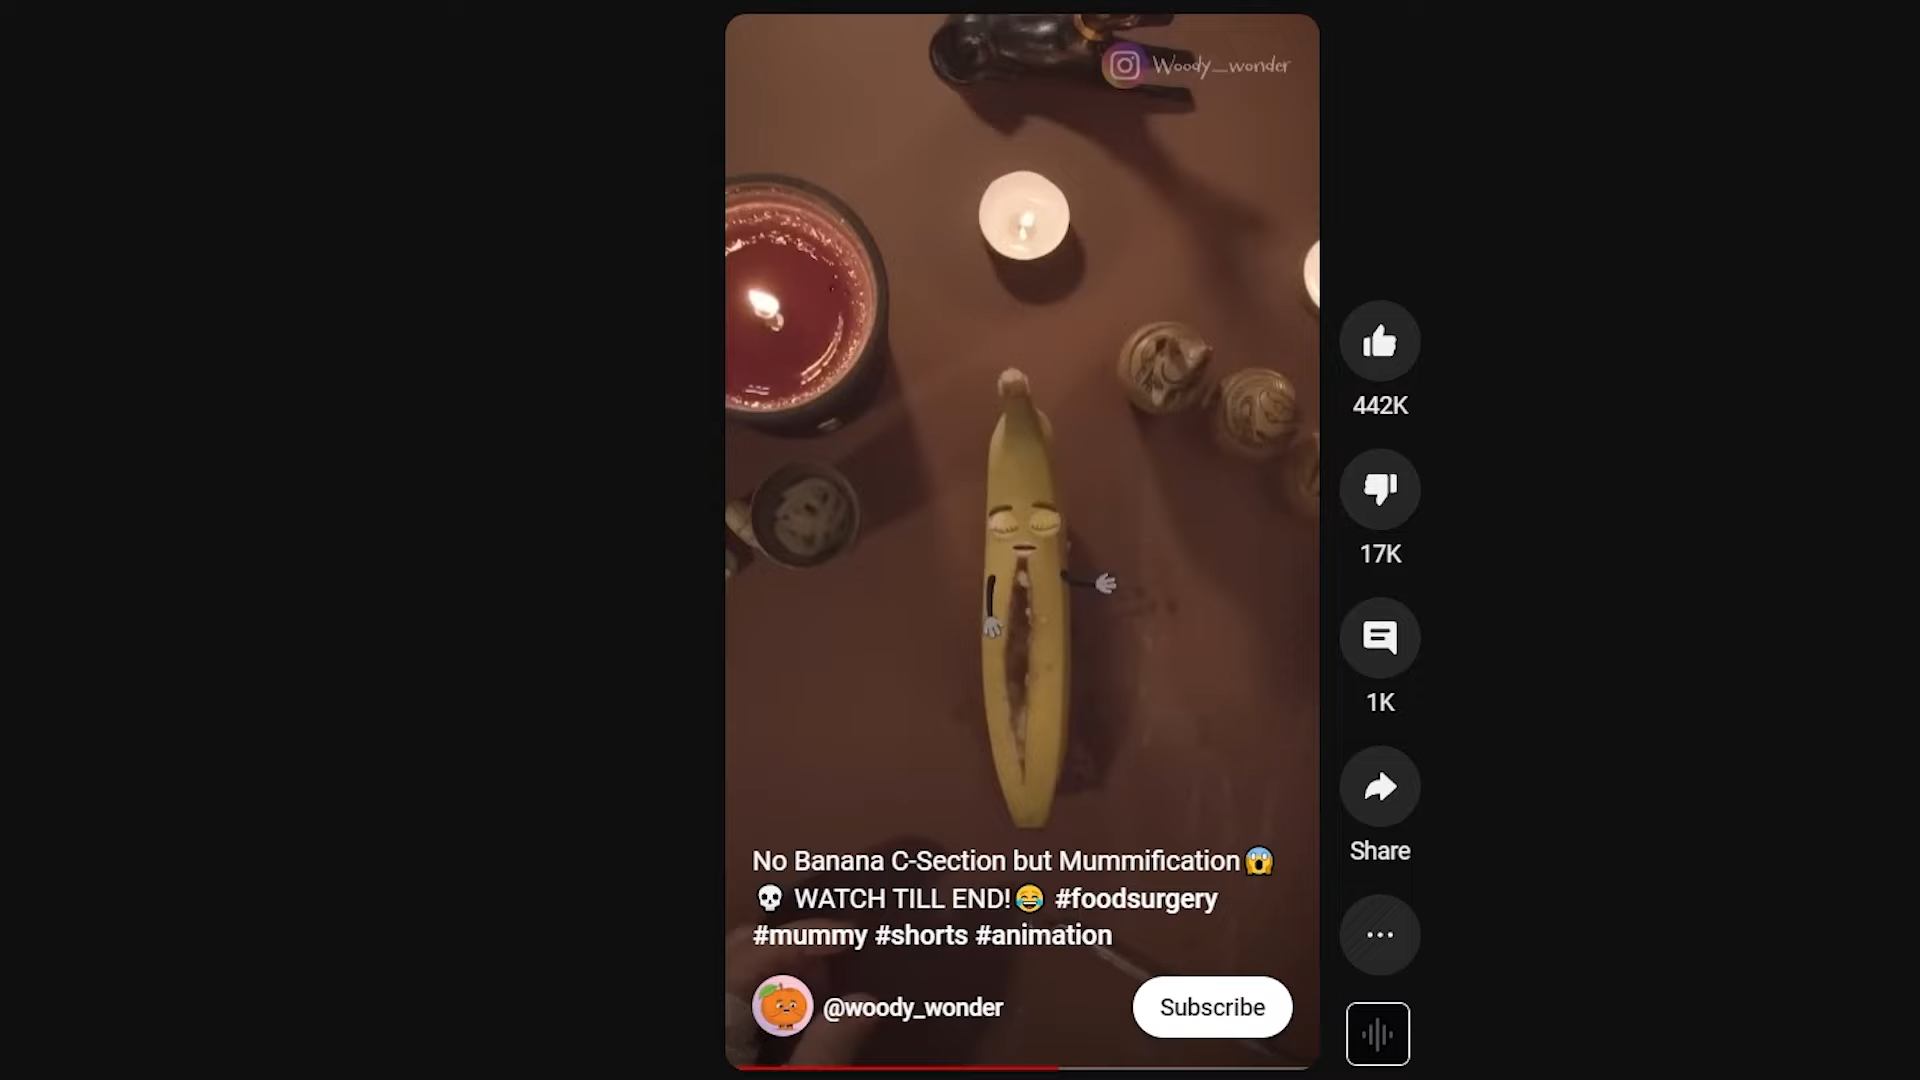 Woody_wonder
442K
17K
1K
Share
No Banana C-Section but Mummification😱
💀 WATCH TILL END!😂 #foodsurgery
#mummy #shorts #animation
@woody_wonder
Subscribe